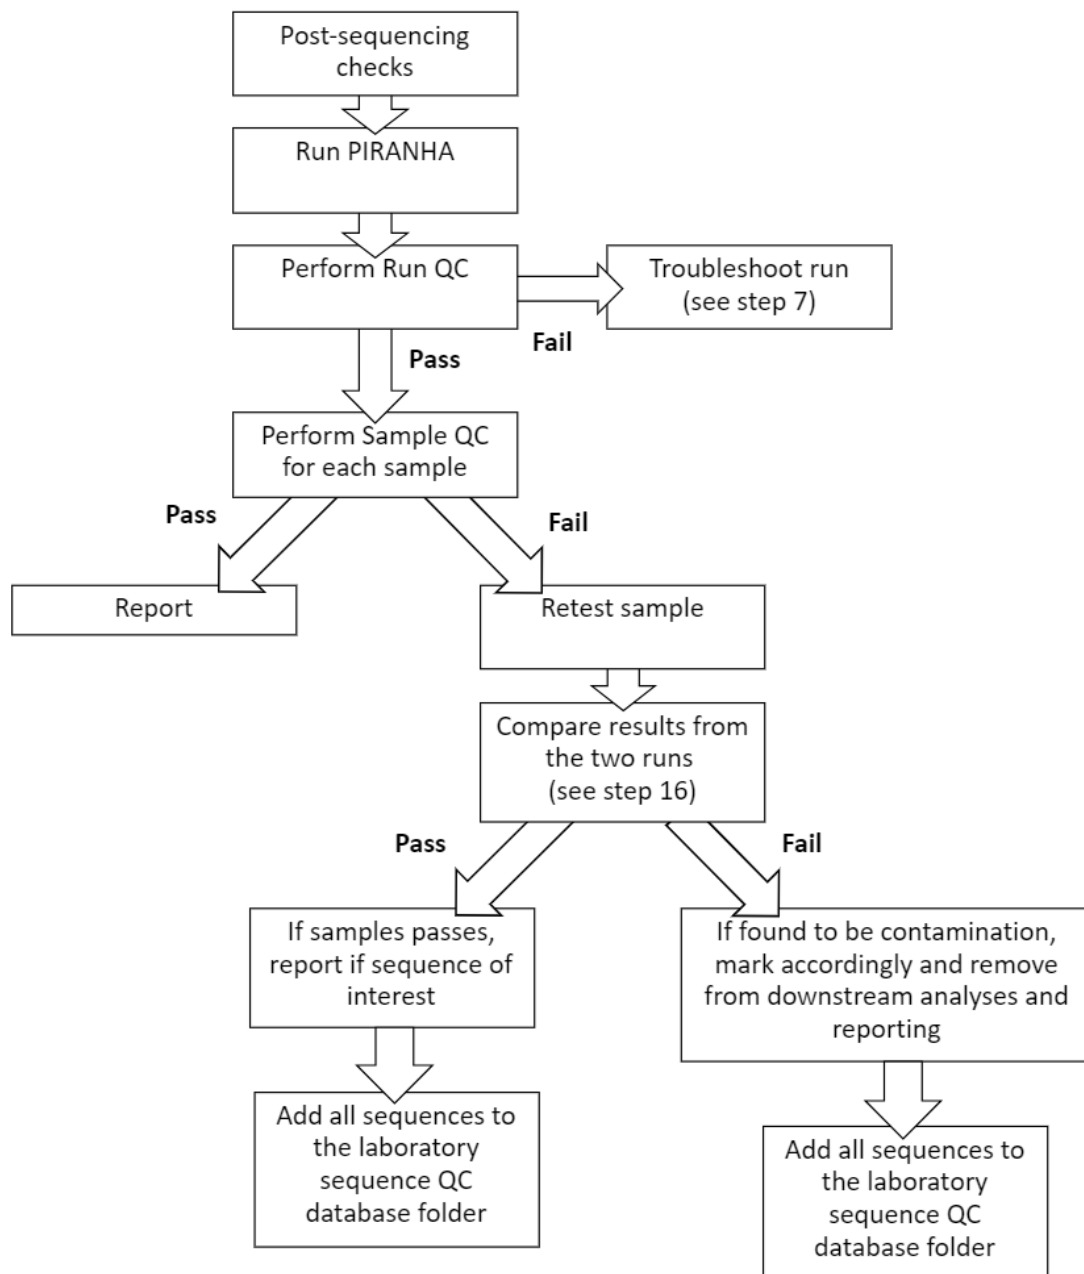 Post-sequencing
checks
Run PIRANHA
Perform Run QC
Troubleshoot run
(see step 7)
Fail
Pass
Perform Sample QC
for each sample
Pass
Fail
Report
Retest sample
Compare results from
the two runs
(see step 16)
Pass
Fail
If samples passes,
report if sequence of
interest
If found to be contamination,
mark accordingly and remove
from downstream analyses and
reporting
Add all sequences to
the laboratory
sequence QC
database folder
Add all sequences to
the laboratory
sequence QC
database folder